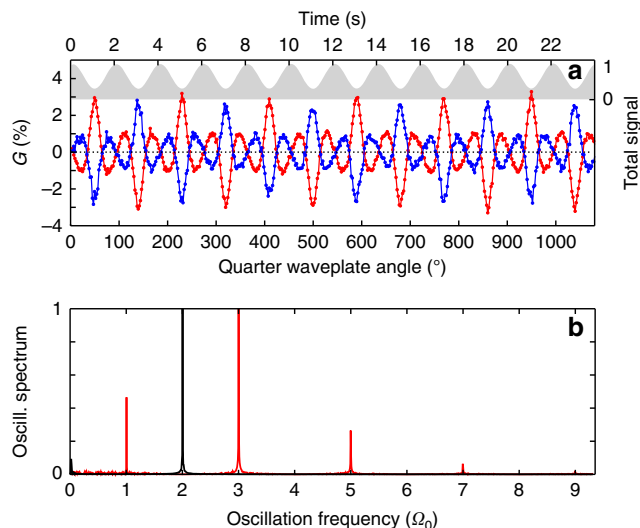 Time (s)
0 2 4 6 8 10 12 14 16 18 20 22
4
2
0
–2
–4
G (%)
a
1
0
Total signal
0 100 200 300 400 500 600 700 800 900 1000
Quarter waveplate angle (°)
1
0
Oscill. spectrum
b
0 1 2 3 4 5 6 7 8 9
Oscillation frequency (Ω0)